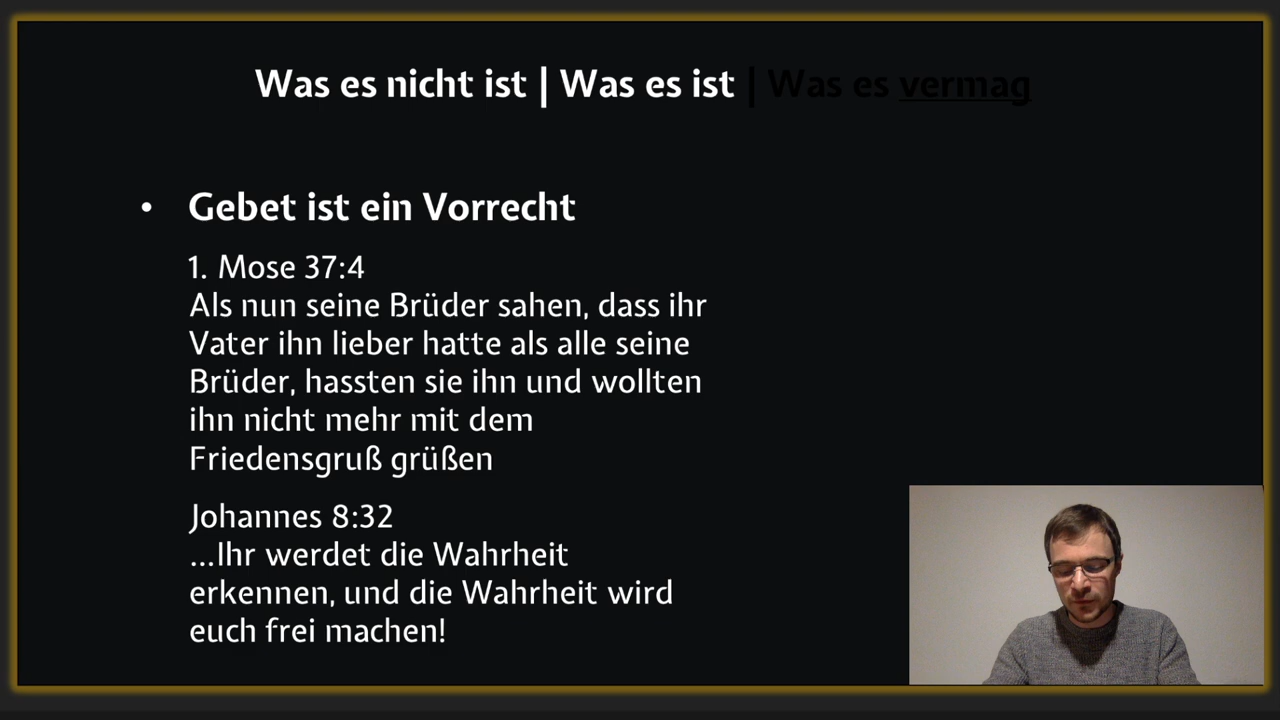 Was es nicht ist | Was es ist | Was es vermag
• Gebet ist ein Vorrecht
1. Mose 37:4
Als nun seine Brüder sahen, dass ihr
Vater ihn lieber hatte als alle seine
Brüder, hassten sie ihn und wollten
ihn nicht mehr mit dem
Friedensgruß grüßen
Johannes 8:32
...Ihr werdet die Wahrheit
erkennen, und die Wahrheit wird
euch frei machen!